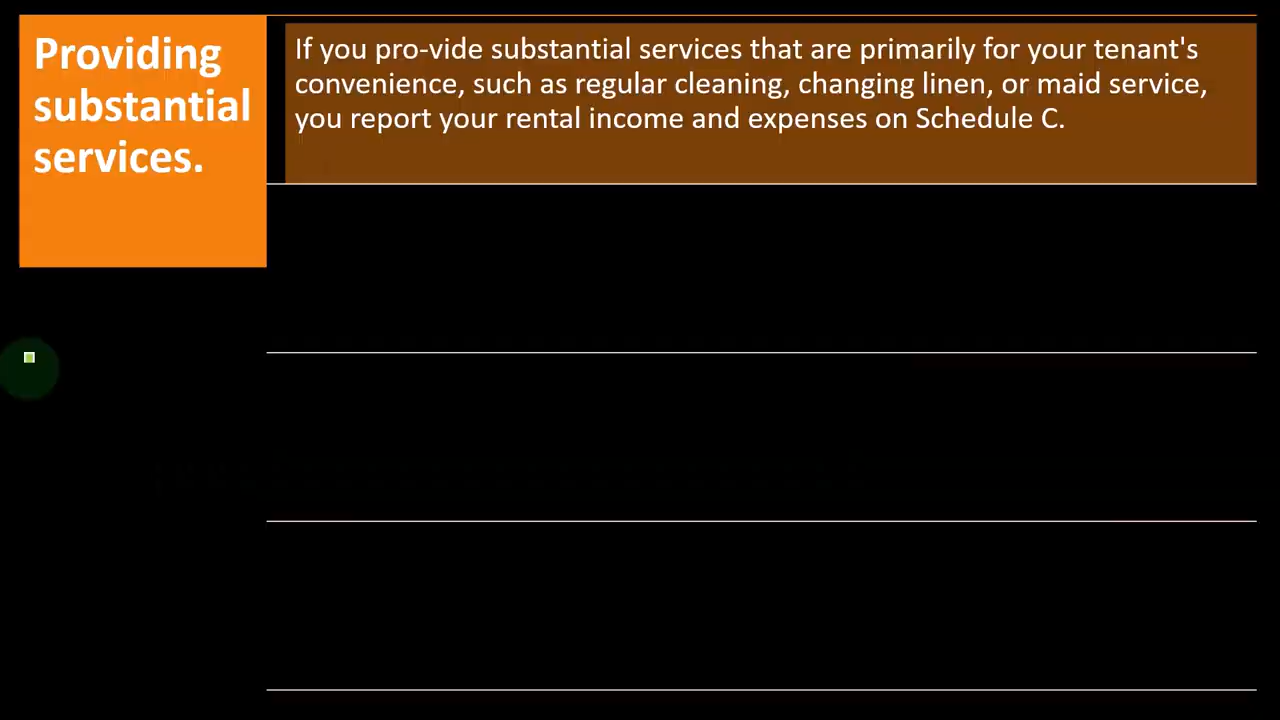 Providing
substantial
services.
If you pro-vide substantial services that are primarily for your tenant's
convenience, such as regular cleaning, changing linen, or maid service,
you report your rental income and expenses on Schedule C.